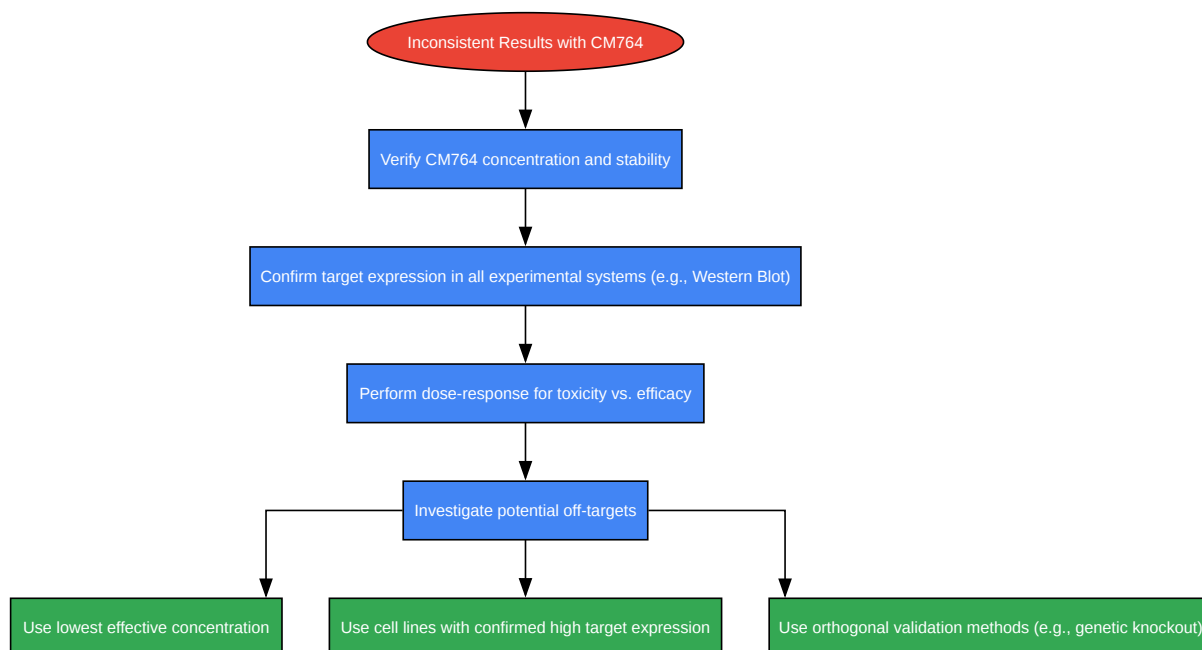 Inconsistent Results with CM764
Verify CM764 concentration and stability
Confirm target expression in all experimental systems (e.g., Western Blot)
Perform dose-response for toxicity vs. efficacy
Investigate potential off-targets
Use lowest effective concentration
Use cell lines with confirmed high target expression
Use orthogonal validation methods (e.g., genetic knockout)